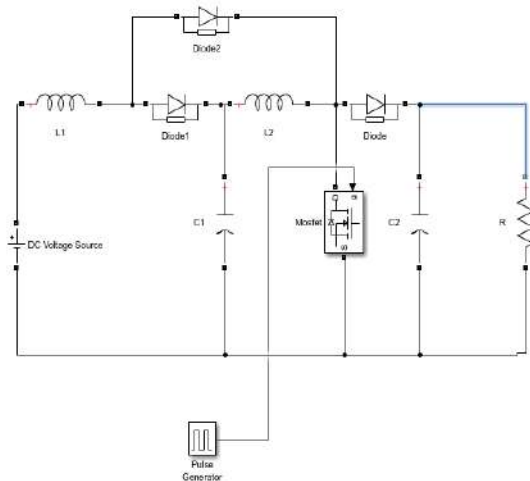 Diode2
L1
Diode1
L2
Diode
DC Voltage Source
C1
Mosfet
D
g
S
C2
R
Pulse
Generator